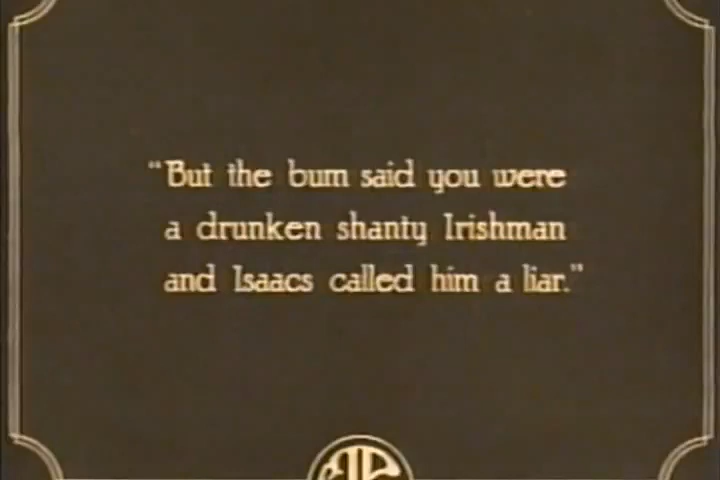 “But the bum said you were
a drunken shanty Irishman
and Isaacs called him a liar.”